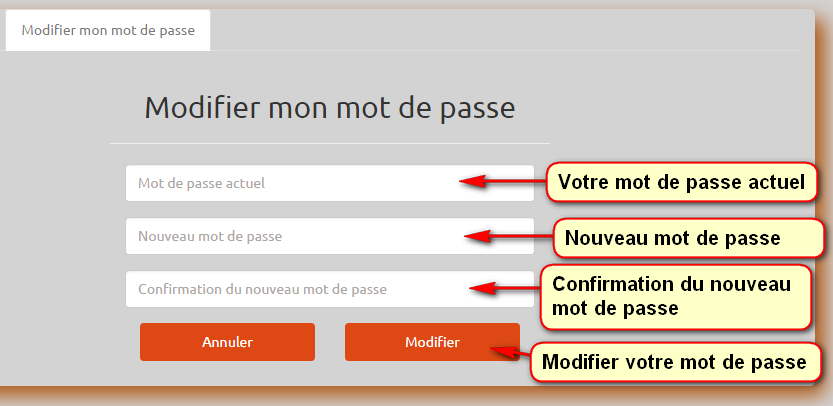 Modifier mon mot de passe
Modifier mon mot de passe
Mot de passe actuel
Votre mot de passe actuel
Nouveau mot de passe
Nouveau mot de passe
Confirmation du nouveau mot de passe
Confirmation du nouveau
mot de passe
Annuler
Modifier
Modifier votre mot de passe